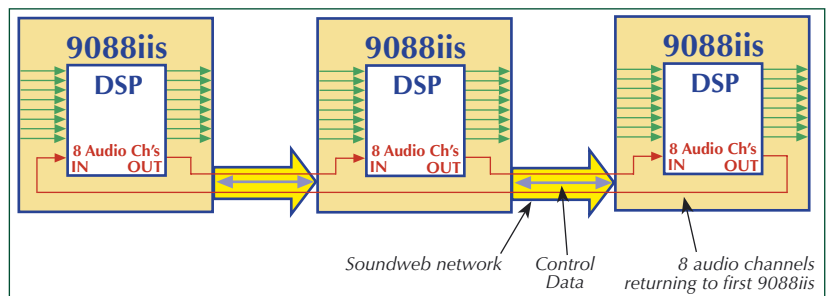 9088iis
DSP
8 Audio Ch's
IN OUT
9088iis
DSP
8 Audio Ch's
IN OUT
9088iis
DSP
8 Audio Ch's
IN OUT
Soundweb network
Control
Data
8 audio channels
returning to first 9088iis